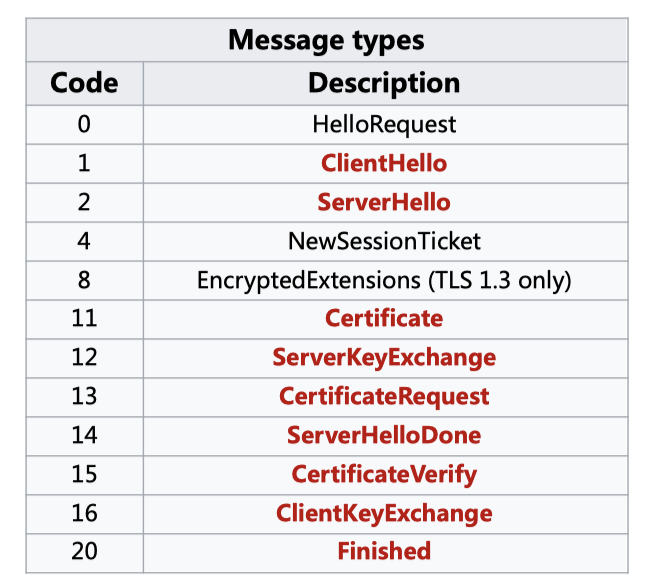 Message types
Code Description
0 HelloRequest
1 ClientHello
2 ServerHello
4 NewSessionTicket
8 EncryptedExtensions (TLS 1.3 only)
11 Certificate
12 ServerKeyExchange
13 CertificateRequest
14 ServerHelloDone
15 CertificateVerify
16 ClientKeyExchange
20 Finished